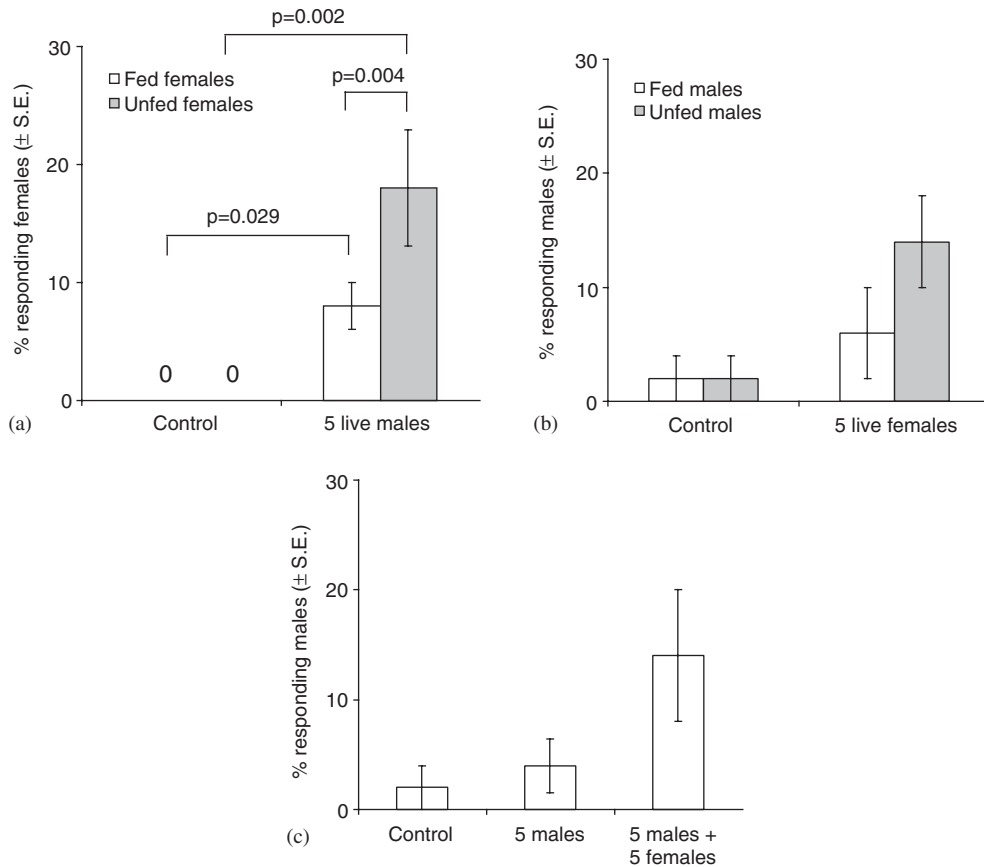 p=0.002
30
Fed females
Unfed females
p=0.004
20
p=0.029
10
0 0
0
Control 5 live males
% responding females (± S.E.)
(a)
30
Fed males
Unfed males
20
10
0
Control 5 live females
% responding males (± S.E.)
(b)
30
20
10
0
Control 5 males 5 males +
5 females
% responding males (± S.E.)
(c)